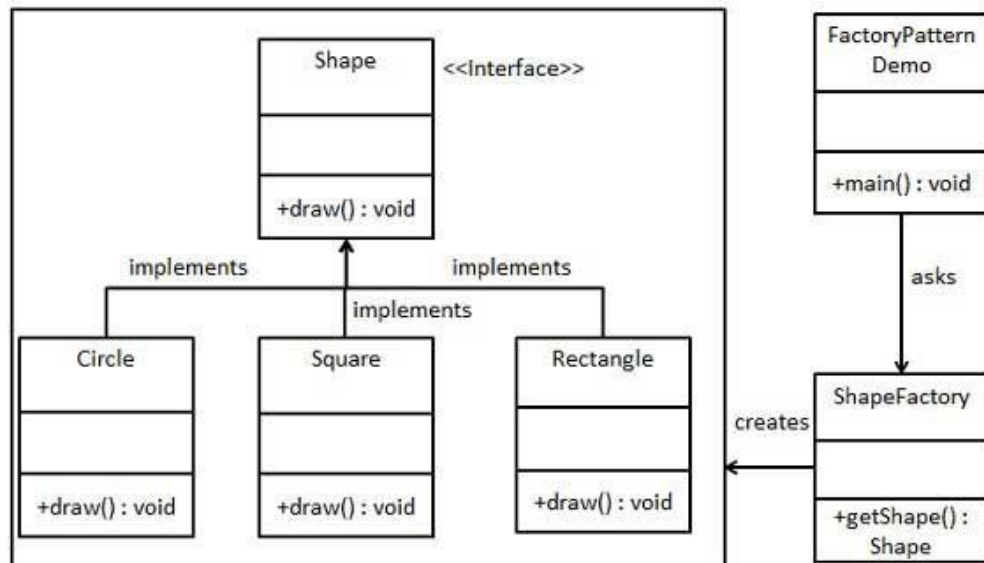 Shape
<<Interface>>
+draw() : void
implements
implements
implements
Circle
+draw() : void
Square
+draw() : void
Rectangle
+draw() : void
FactoryPattern
Demo
+main() : void
asks
creates
ShapeFactory
+getShape() :
Shape